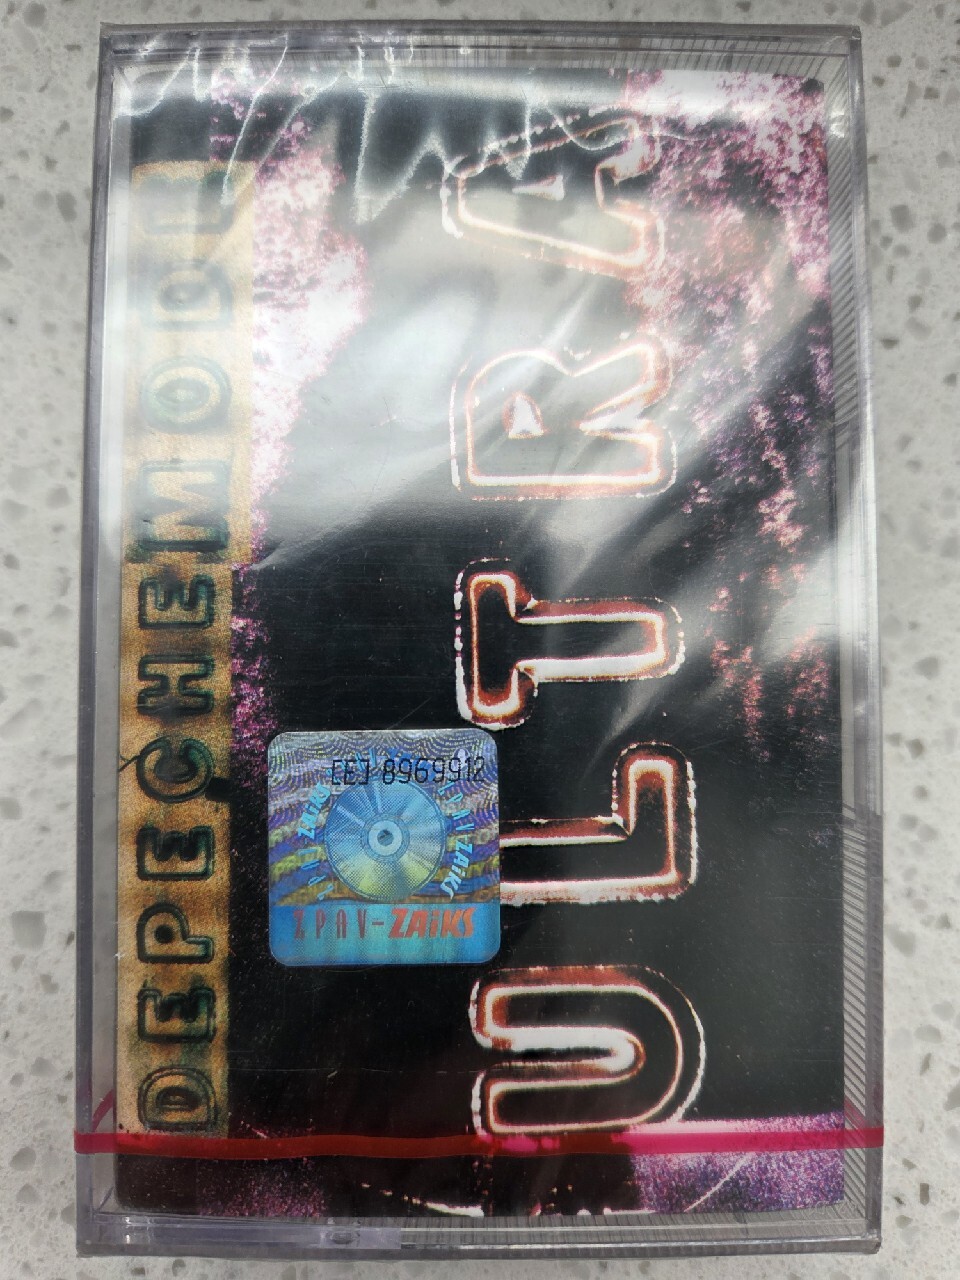 DEPECHE MODE
ULTRA
[E] 8969912
ZPAV-ZAiKS